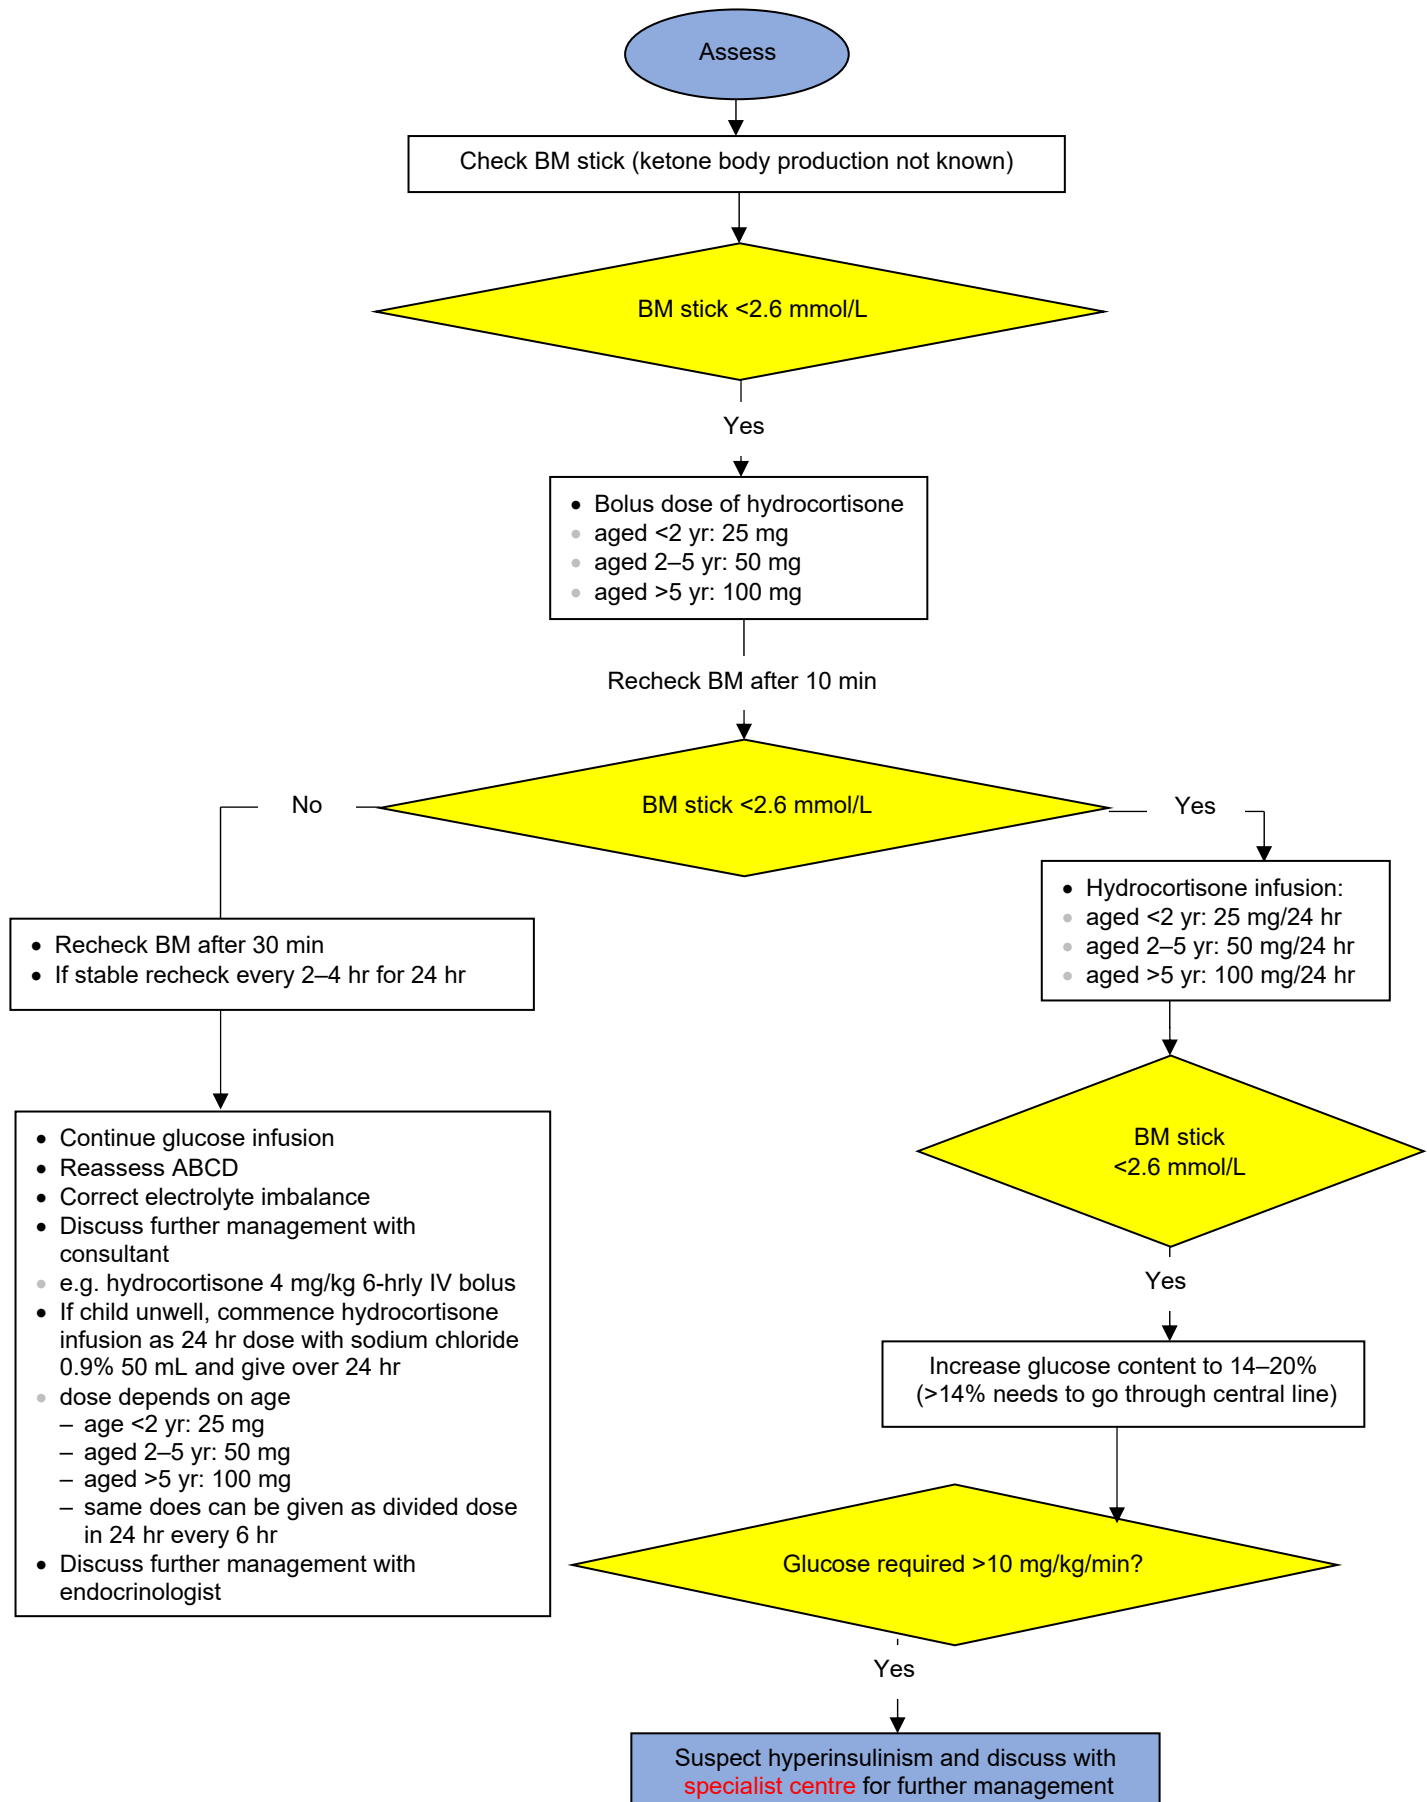 Assess
Check BM stick (ketone body production not known)
BM stick <2.6 mmol/L
Yes
• Bolus dose of hydrocortisone
• aged <2 yr: 25 mg
• aged 2–5 yr: 50 mg
• aged >5 yr: 100 mg
Recheck BM after 10 min
BM stick <2.6 mmol/L
No
Yes
• Recheck BM after 30 min
• If stable recheck every 2–4 hr for 24 hr
• Continue glucose infusion
• Reassess ABCD
• Correct electrolyte imbalance
• Discuss further management with
consultant
• e.g. hydrocortisone 4 mg/kg 6-hrly IV bolus
• If child unwell, commence hydrocortisone
infusion as 24 hr dose with sodium chloride
0.9% 50 mL and give over 24 hr
• dose depends on age
– age <2 yr: 25 mg
– aged 2–5 yr: 50 mg
– aged >5 yr: 100 mg
– same does can be given as divided dose
in 24 hr every 6 hr
• Discuss further management with
endocrinologist
• Hydrocortisone infusion:
• aged <2 yr: 25 mg/24 hr
• aged 2–5 yr: 50 mg/24 hr
• aged >5 yr: 100 mg/24 hr
BM stick
<2.6 mmol/L
Yes
Increase glucose content to 14–20%
(>14% needs to go through central line)
Glucose required >10 mg/kg/min?
Yes
Suspect hyperinsulinism and discuss with
specialist centre for further management